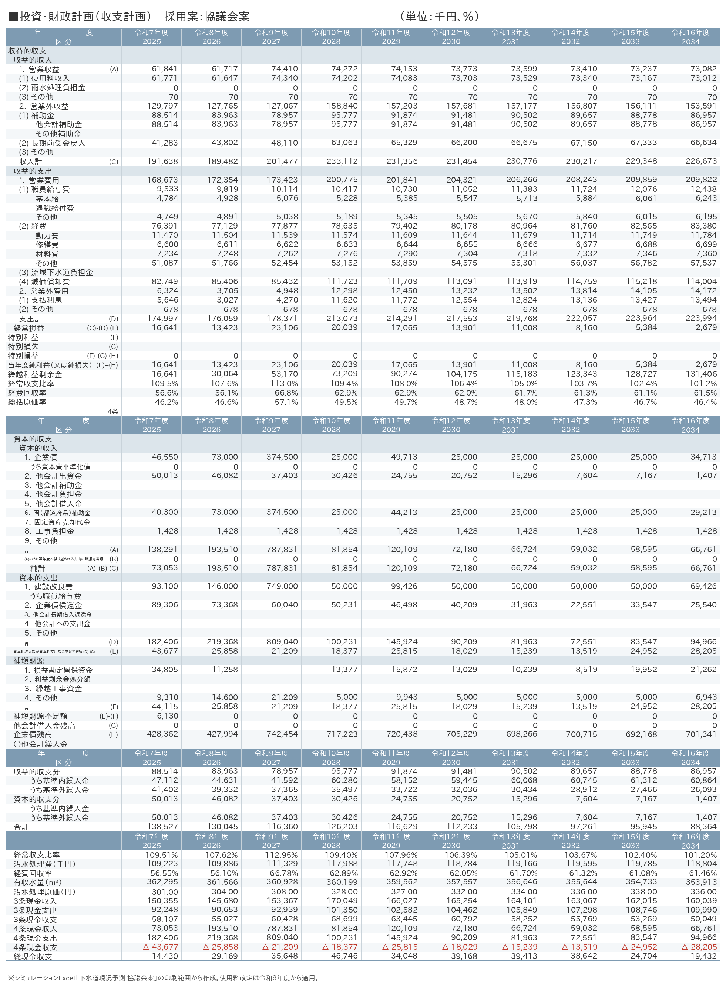 ■投資・財政計画（収支計画）　採用案：協議会案　（単位：千円、％）
年　度　令和7年度　令和8年度　令和9年度　令和10年度　令和11年度　令和12年度　令和13年度　令和14年度　令和15年度　令和16年度
区 分　2025　2026　2027　2028　2029　2030　2031　2032　2033　2034
収益的収支
収益的収入
1. 営業収益 (A) 61,841 61,717 74,410 74,272 74,153 73,773 73,599 73,410 73,237 73,082
(1) 使用料収入 61,771 61,647 74,340 74,202 74,083 73,703 73,529 73,340 73,167 73,012
(2) 雨水処理負担金 0 0 0 0 0 0 0 0 0 0
(3) その他 70 70 70 70 70 70 70 70 70 70
2. 営業外収益 129,797 127,765 127,067 158,840 157,203 157,681 157,177 156,807 156,111 153,591
(1) 補助金 88,514 83,963 78,957 95,777 91,874 91,481 90,502 89,657 88,778 86,957
他会計補助金 88,514 83,963 78,957 95,777 91,874 91,481 90,502 89,657 88,778 86,957
その他補助金
(2) 長期前受金戻入 41,283 43,802 48,110 63,063 65,329 66,200 66,675 67,150 67,333 66,634
(3) その他
収入計 (C) 191,638 189,482 201,477 233,112 231,356 231,454 230,776 230,217 229,348 226,673
収益的支出
1. 営業費用 168,673 172,354 173,423 200,775 201,841 204,321 206,266 208,243 209,859 209,822
(1) 職員給与費 9,533 9,819 10,114 10,417 10,730 11,052 11,383 11,724 12,076 12,438
基本給 4,784 4,928 5,076 5,228 5,385 5,547 5,713 5,884 6,061 6,243
退職給付費
その他 4,749 4,891 5,038 5,189 5,345 5,505 5,670 5,840 6,015 6,195
(2) 経費 76,391 77,129 77,877 78,635 79,402 80,178 80,964 81,760 82,565 83,380
動力費 11,470 11,504 11,539 11,574 11,609 11,644 11,679 11,714 11,749 11,784
修繕費 6,600 6,611 6,622 6,633 6,644 6,655 6,666 6,677 6,688 6,699
材料費 7,234 7,248 7,262 7,276 7,290 7,304 7,318 7,332 7,346 7,360
その他 51,087 51,766 52,454 53,152 53,859 54,575 55,301 56,037 56,782 57,537
(3) 流域下水道負担金
(4) 減価償却費 82,749 85,406 85,432 111,723 111,709 113,091 113,919 114,759 115,218 114,004
2. 営業外費用 6,324 3,705 4,948 12,298 12,450 13,232 13,502 13,814 14,105 14,172
(1) 支払利息 5,646 3,027 4,270 11,620 11,772 12,554 12,824 13,136 13,427 13,494
(2) その他 678 678 678 678 678 678 678 678 678 678
支出計 (D) 174,997 176,059 178,371 213,073 214,291 217,553 219,768 222,057 223,964 223,994
経常損益 (C)-(D) (E) 16,641 13,423 23,106 20,039 17,065 13,901 11,008 8,160 5,384 2,679
特別利益 (F)
特別損失 (G)
特別損益 (F)-(G) (H) 0 0 0 0 0 0 0 0 0 0
当年度純利益（又は純損失） (E)+(H) 16,641 13,423 23,106 20,039 17,065 13,901 11,008 8,160 5,384 2,679
繰越利益剰余金 16,641 30,064 53,170 73,209 90,274 104,175 115,183 123,343 128,727 131,406
経常収支比率 109.5% 107.6% 113.0% 109.4% 108.0% 106.4% 105.0% 103.7% 102.4% 101.2%
経費回収率 56.6% 56.1% 66.8% 62.9% 62.9% 62.0% 61.7% 61.3% 61.1% 61.5%
総括原価率 46.2% 46.6% 57.1% 49.5% 49.7% 48.7% 48.0% 47.3% 46.7% 46.4%
4条
年　度　令和7年度　令和8年度　令和9年度　令和10年度　令和11年度　令和12年度　令和13年度　令和14年度　令和15年度　令和16年度
区 分　2025　2026　2027　2028　2029　2030　2031　2032　2033　2034
資本的収支
資本的収入
1. 企業債 46,550 73,000 374,500 25,000 49,713 25,000 25,000 25,000 25,000 34,713
うち資本費平準化債 0 0 0 0 0 0 0 0 0 0
2. 他会計出資金 50,013 46,082 37,403 30,426 24,755 20,752 15,296 7,604 7,167 1,407
3. 他会計補助金
4. 他会計負担金
5. 他会計借入金
6. 国（都道府県）補助金 40,300 73,000 374,500 25,000 44,213 25,000 25,000 25,000 25,000 29,213
7. 固定資産売却代金
8. 工事負担金 1,428 1,428 1,428 1,428 1,428 1,428 1,428 1,428 1,428 1,428
9. その他
計 (A) 138,291 193,510 787,831 81,854 120,109 72,180 66,724 59,032 58,595 66,761
(A)のうち翌年度へ繰り越される支出の財源充当額 (B) 0 0 0 0 0 0 0 0 0 0
純計 (A)-(B) (C) 73,053 193,510 787,831 81,854 120,109 72,180 66,724 59,032 58,595 66,761
資本的支出
1. 建設改良費 93,100 146,000 749,000 50,000 99,426 50,000 50,000 50,000 50,000 69,426
うち職員給与費
2. 企業債償還金 89,306 73,368 60,040 50,231 46,498 40,209 31,963 22,551 33,547 25,540
3. 他会計長期借入返還金
4. 他会計への支出金
5. その他
計 (D) 182,406 219,368 809,040 100,231 145,924 90,209 81,963 72,551 83,547 94,966
資本的収入額が資本的支出額に不足する額 (D)-(C) (E) 43,677 25,858 21,209 18,377 25,815 18,029 15,239 13,519 24,952 28,205
補塡財源
1. 損益勘定留保資金 34,805 11,258 13,377 15,872 13,029 10,239 8,519 19,952 21,262
2. 利益剰余金処分額
3. 繰越工事資金
4. その他 9,310 14,600 21,209 5,000 9,943 5,000 5,000 5,000 5,000 6,943
計 (F) 44,115 25,858 21,209 18,377 25,815 18,029 15,239 13,519 24,952 28,205
補塡財源不足額 (E)-(F) 6,130 0 0 0 0 0 0 0 0 0
他会計借入金残高 (G) 0 0 0 0 0 0 0 0 0 0
企業債残高 (H) 428,362 427,994 742,454 717,223 720,438 705,229 698,266 700,715 692,168 701,341
〇他会計繰入金
年　度　令和7年度　令和8年度　令和9年度　令和10年度　令和11年度　令和12年度　令和13年度　令和14年度　令和15年度　令和16年度
区 分　2025　2026　2027　2028　2029　2030　2031　2032　2033　2034
収益的収支分 88,514 83,963 78,957 95,777 91,874 91,481 90,502 89,657 88,778 86,957
うち基準内繰入金 47,112 44,631 41,592 60,280 58,152 59,445 60,068 60,745 61,312 60,864
うち基準外繰入金 41,402 39,332 37,365 35,497 33,722 32,036 30,434 28,912 27,466 26,093
資本的収支分 50,013 46,082 37,403 30,426 24,755 20,752 15,296 7,604 7,167 1,407
うち基準内繰入金
うち基準外繰入金 50,013 46,082 37,403 30,426 24,755 20,752 15,296 7,604 7,167 1,407
合計 138,527 130,045 116,360 126,203 116,629 112,233 105,798 97,261 95,945 88,364
令和7年度　令和8年度　令和9年度　令和10年度　令和11年度　令和12年度　令和13年度　令和14年度　令和15年度　令和16年度
2025　2026　2027　2028　2029　2030　2031　2032　2033　2034
経常収支比率 109.51% 107.62% 112.95% 109.40% 107.96% 106.39% 105.01% 103.67% 102.40% 101.20%
汚水処理費（千円） 109,223 109,886 111,329 117,988 117,748 118,784 119,166 119,595 119,785 118,804
経費回収率 56.55% 56.10% 66.78% 62.89% 62.92% 62.05% 61.70% 61.32% 61.08% 61.46%
有収水量（m³） 362,295 361,566 360,928 360,199 359,562 357,557 356,646 355,644 354,733 353,913
汚水処理原価（円） 301.00 304.00 308.00 328.00 327.00 332.00 334.00 336.00 338.00 336.00
3条現金収入 150,355 145,680 153,367 170,049 166,027 165,254 164,101 163,067 162,015 160,039
3条現金支出 92,248 90,653 92,939 101,350 102,582 104,462 105,849 107,298 108,746 109,990
3条現金収支 58,107 55,027 60,428 68,699 63,445 60,792 58,252 55,769 53,269 50,049
4条現金収入 73,053 193,510 787,831 81,854 120,109 72,180 66,724 59,032 58,595 66,761
4条現金支出 182,406 219,368 809,040 100,231 145,924 90,209 81,963 72,551 83,547 94,966
4条現金収支 △ 43,677 △ 25,858 △ 21,209 △ 18,377 △ 25,815 △ 18,029 △ 15,239 △ 13,519 △ 24,952 △ 28,205
総現金収支 14,430 29,169 35,648 46,746 34,048 39,168 39,413 38,642 24,704 19,432
※シミュレーションExcel「下水道現況予測 協議会案」の印刷範囲から作成。使用料改定は令和9年度から適用。